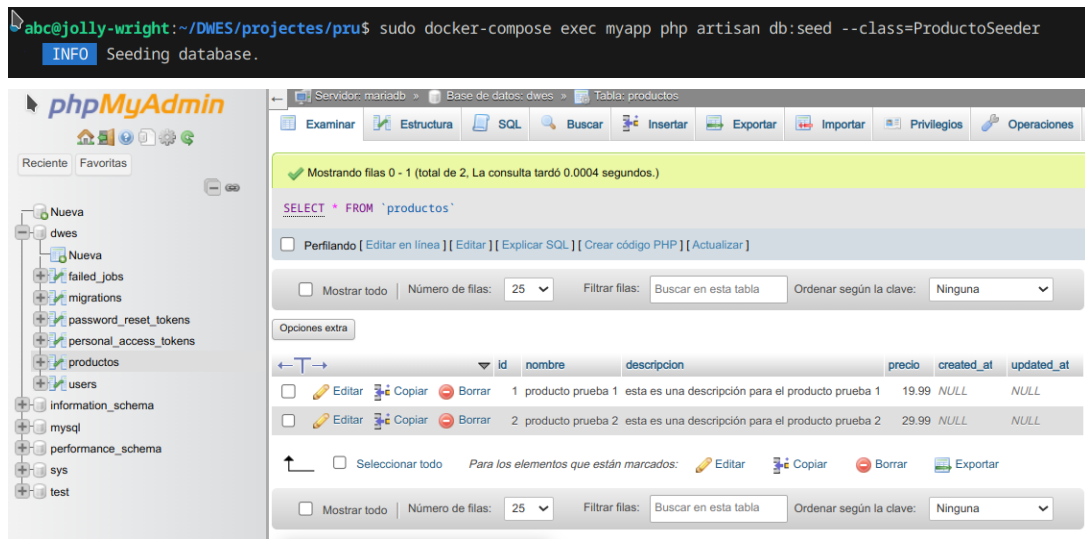 abc@jolly-wright:~/DWES/projectes/pru$ sudo docker-compose exec myapp php artisan db:seed --class=ProductoSeeder
INFO Seeding database.
phpMyAdmin
Reciente Favoritas
Nueva
dwes
Nueva
failed_jobs
migrations
password_reset_tokens
personal_access_tokens
productos
users
information_schema
mysql
performance_schema
sys
test
Servidor: mariadb » Base de datos: dwes » Tabla: productos
Examinar Estructura SQL Buscar Insertar Exportar Importar Privilegios Operaciones
Mostrando filas 0 - 1 (total de 2, La consulta tardó 0.0004 segundos.)
SELECT * FROM `productos`
Perfilando [ Editar en línea ] [ Editar ] [ Explicar SQL ] [ Crear código PHP ] [ Actualizar ]
Mostrar todo | Número de filas: 25 Filtrar filas: Buscar en esta tabla Ordenar según la clave: Ninguna
Opciones extra
←T→ id nombre descripcion precio created_at updated_at
Editar Copiar Borrar 1 producto prueba 1 esta es una descripción para el producto prueba 1 19.99 NULL NULL
Editar Copiar Borrar 2 producto prueba 2 esta es una descripción para el producto prueba 2 29.99 NULL NULL
Seleccionar todo Para los elementos que están marcados: Editar Copiar Borrar Exportar
Mostrar todo | Número de filas: 25 Filtrar filas: Buscar en esta tabla Ordenar según la clave: Ninguna